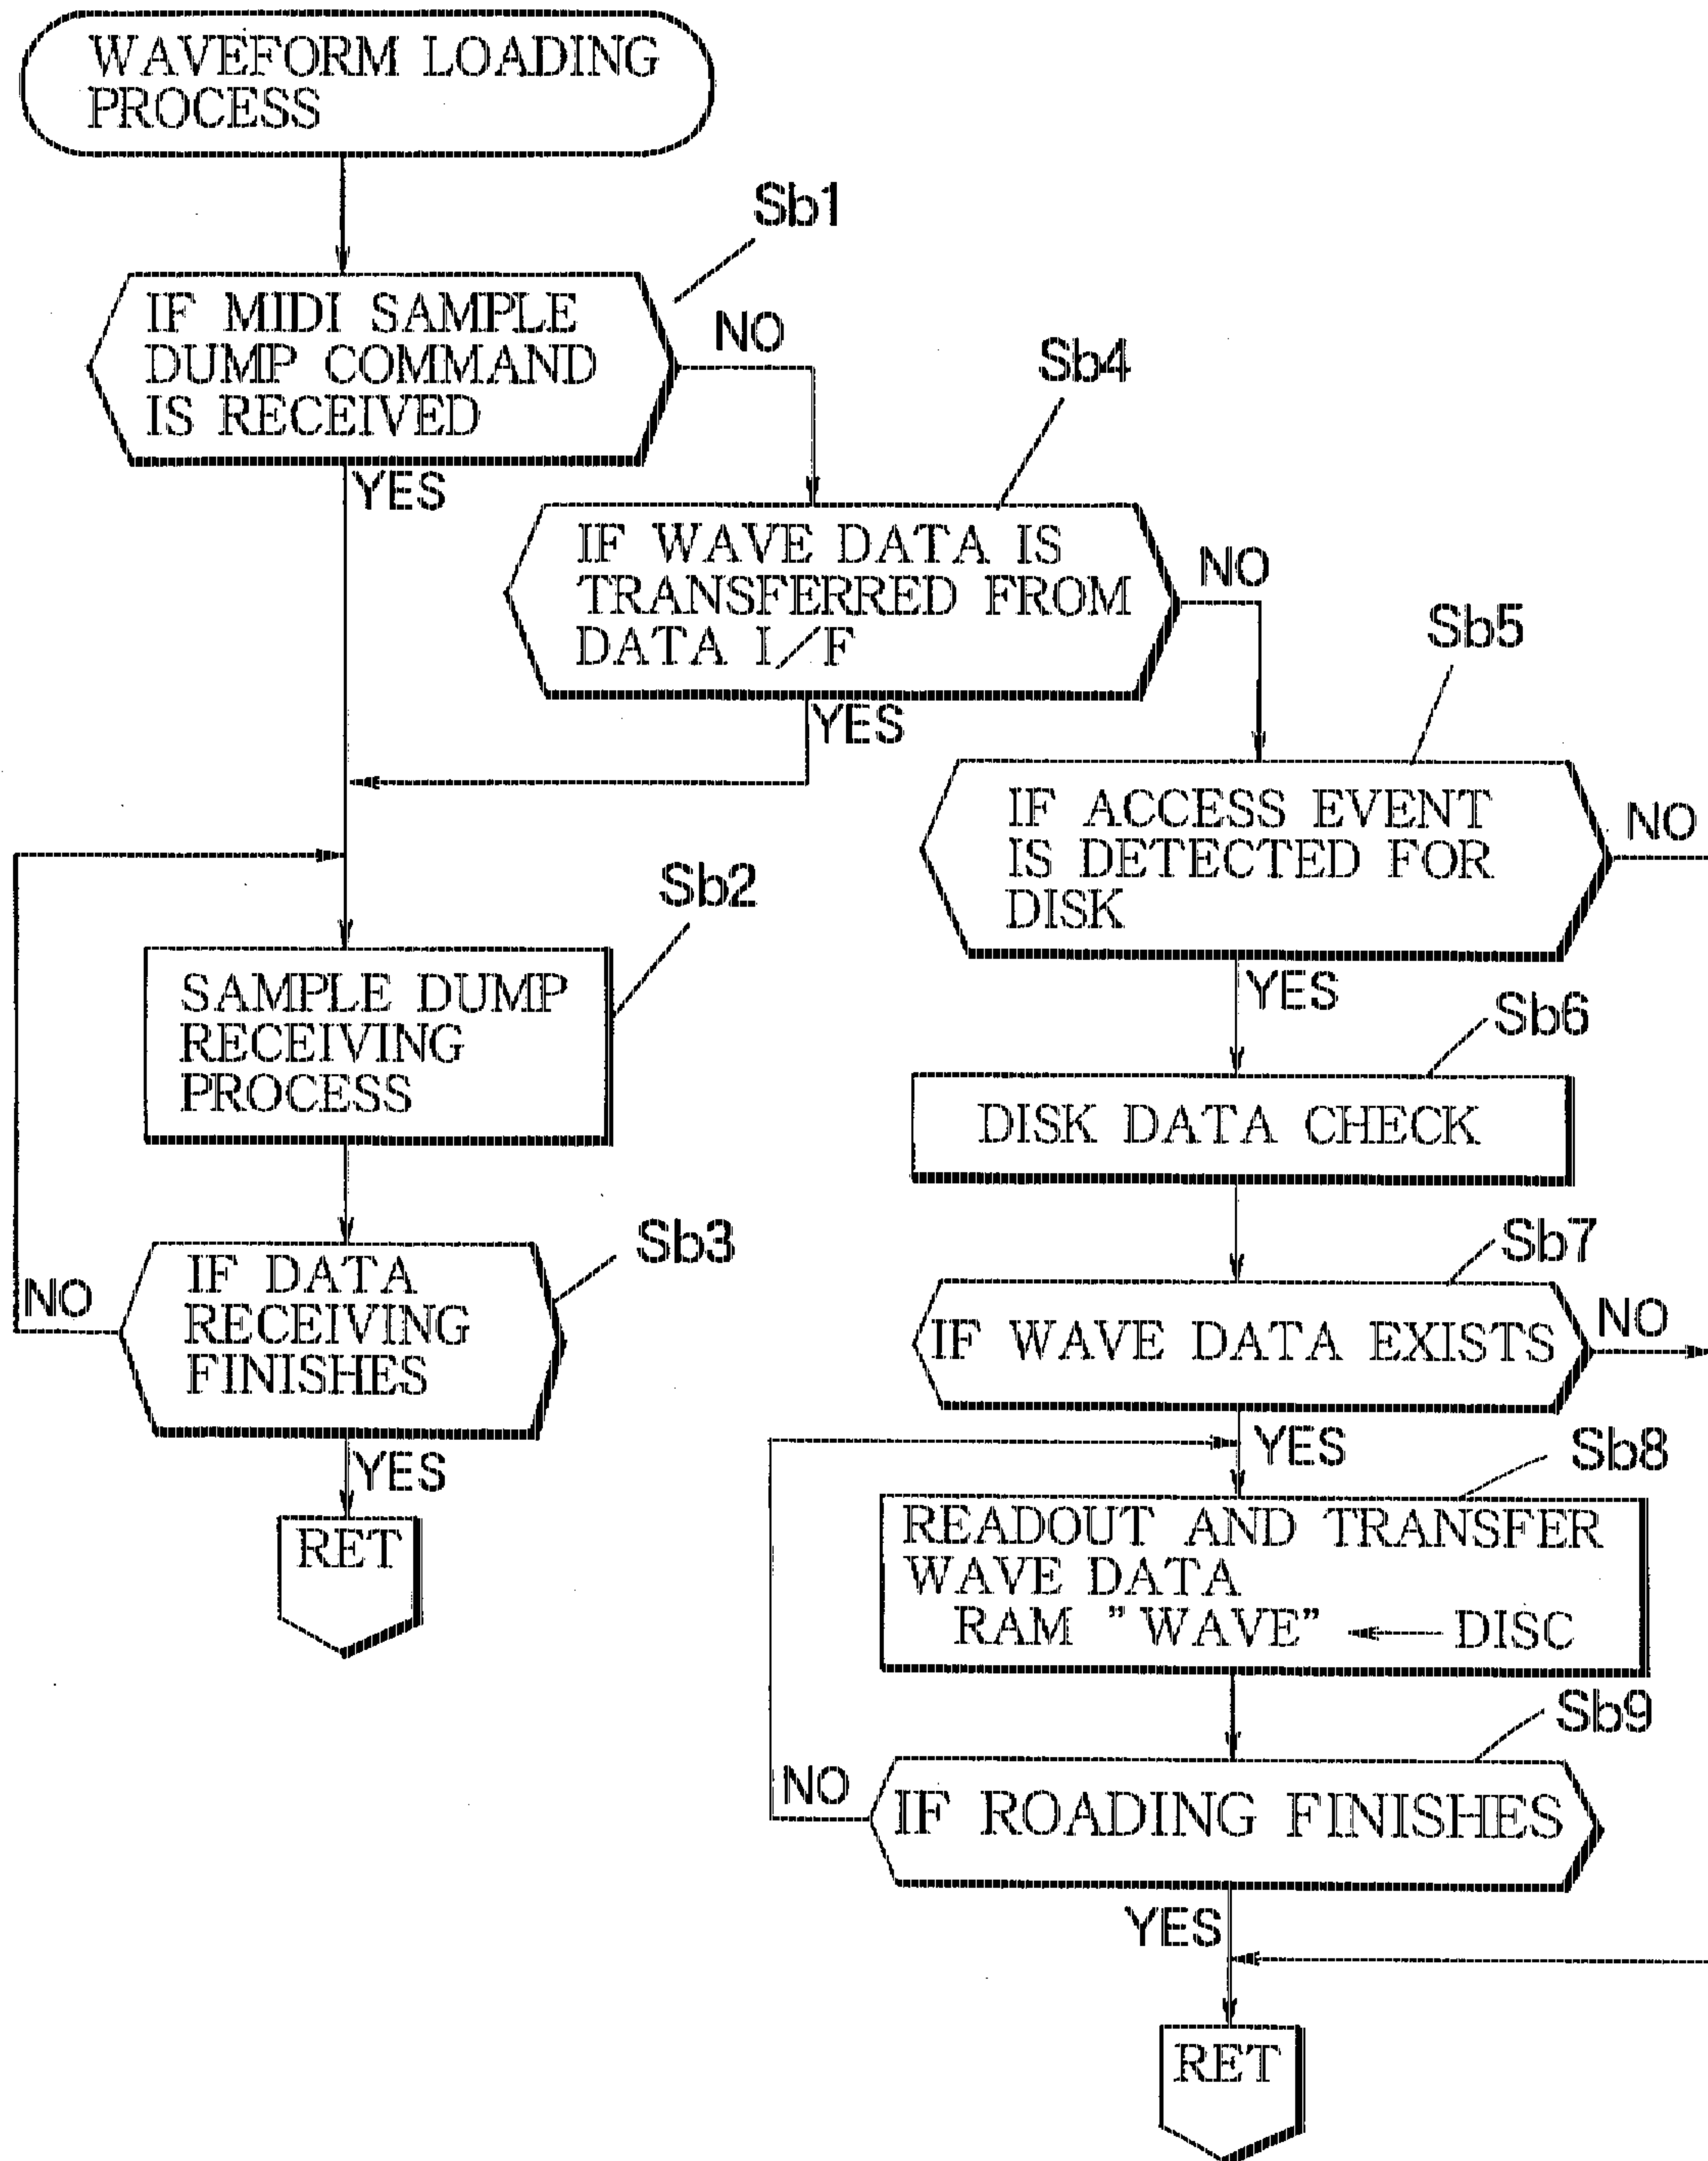 WAVEFORM LOADING
PROCESS
Sb1
IF MIDI SAMPLE
DUMP COMMAND
IS RECEIVED
NO
YES
Sb4
IF WAVE DATA IS
TRANSFERRED FROM
DATA I/F
NO
YES
Sb5
IF ACCESS EVENT
IS DETECTED FOR
DISK
NO
YES
Sb2
SAMPLE DUMP
RECEIVING
PROCESS
Sb6
DISK DATA CHECK
Sb3
IF DATA
RECEIVING
FINISHES
NO
YES
RET
Sb7
IF WAVE DATA EXISTS
NO
YES
Sb8
READOUT AND TRANSFER
WAVE DATA
RAM "WAVE" ← DISC
Sb9
IF ROADING FINISHES
NO
YES
RET